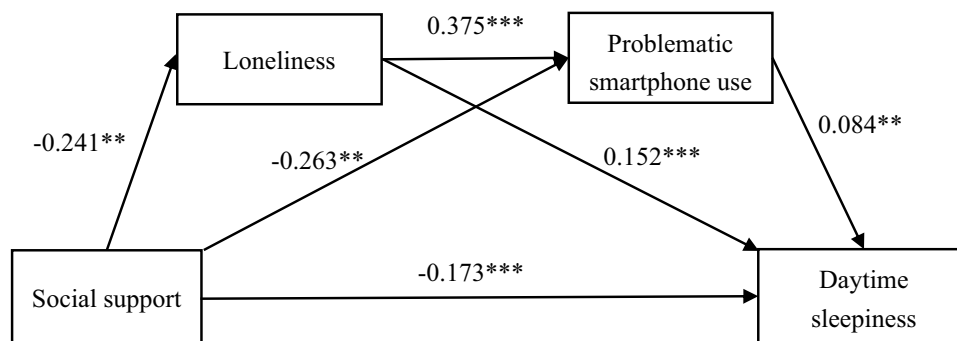 0.375***
Loneliness
Problematic
smartphone use
-0.241**
-0.263**
0.152***
0.084**
Social support
-0.173***
Daytime
sleepiness